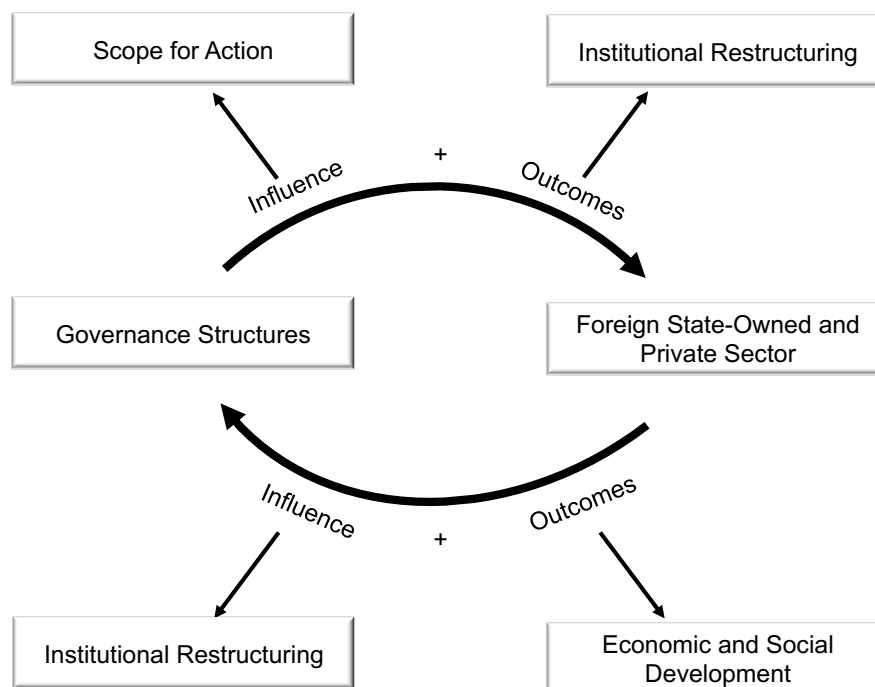 Scope for Action
Institutional Restructuring
+
Influence
Outcomes
Governance Structures
Foreign State-Owned and
Private Sector
Influence
Outcomes
+
Institutional Restructuring
Economic and Social
Development